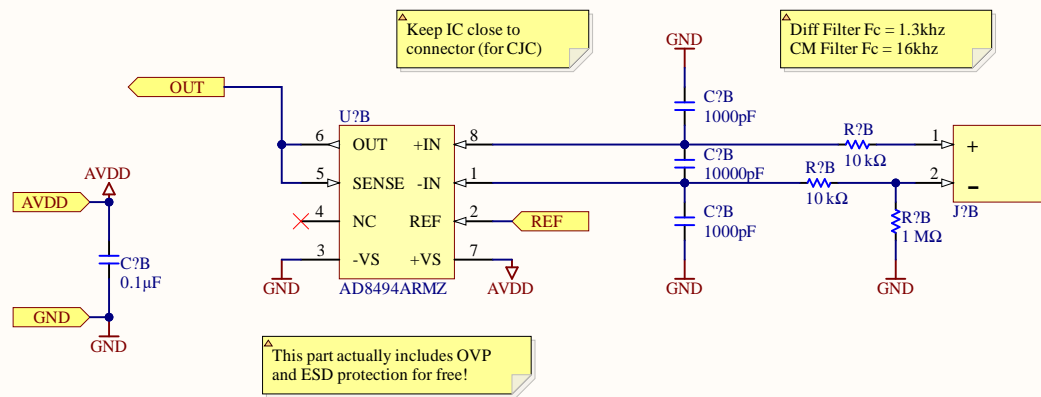 Keep IC close to
connector (for CJC)
Diff Filter Fc = 1.3khz
CM Filter Fc = 16khz
GND
OUT
C?B
1000pF
U?B
6 OUT +IN 8
5 SENSE -IN 1
4 NC REF 2
3 -VS +VS 7
AD8494ARMZ
GND
AVDD
REF
C?B
10000pF
C?B
1000pF
GND
R?B
10 kΩ
R?B
10 kΩ
R?B
1 MΩ
GND
1 +
2 -
J?B
AVDD
AVDD
C?B
0.1µF
GND
GND
This part actually includes OVP
and ESD protection for free!